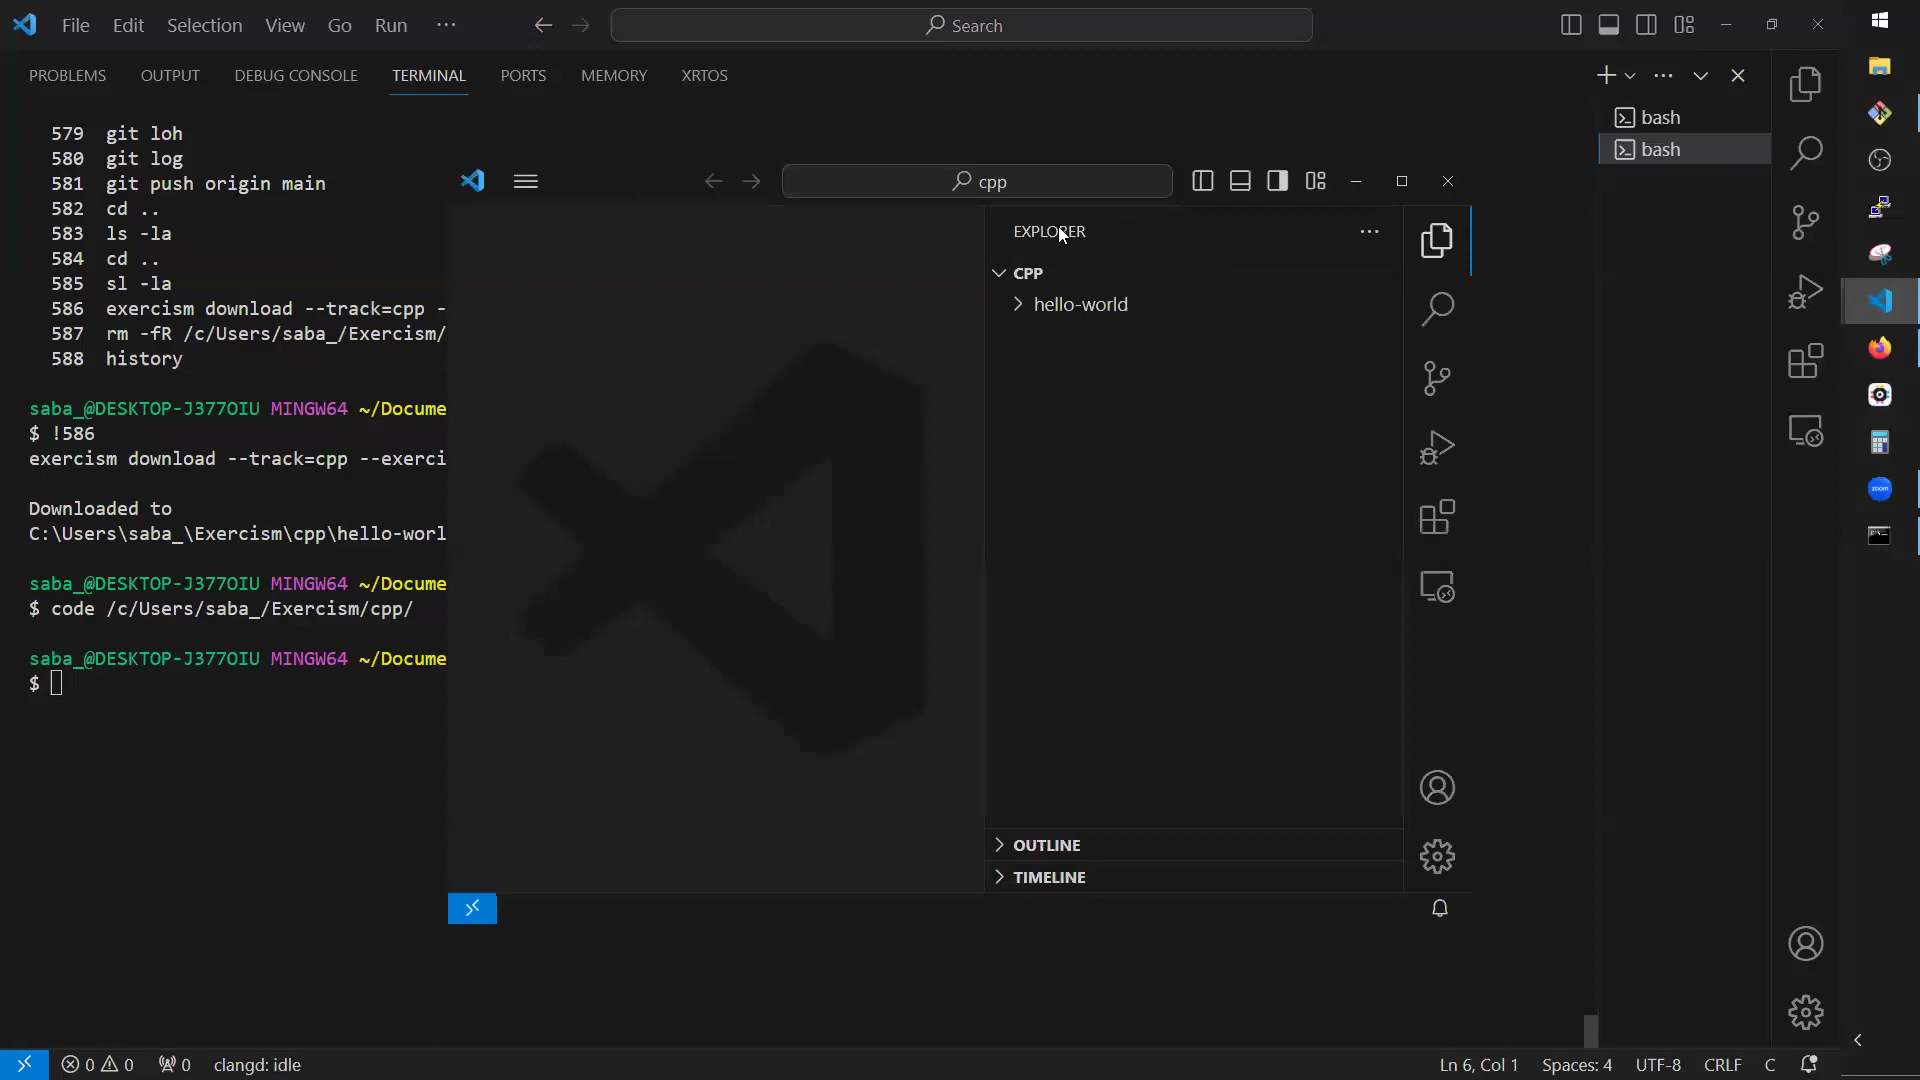 File Edit Selection View Go Run ···
Search
PROBLEMS OUTPUT DEBUG CONSOLE TERMINAL PORTS MEMORY XRTOS
bash
bash
579 git loh
580 git log
581 git push origin main
582 cd ..
583 ls -la
584 cd ..
585 sl -la
586 exercism download --track=cpp -
587 rm -fR /c/Users/saba_/Exercism/
588 history
saba_@DESKTOP-J377OIU MINGW64 ~/Docume
$ !586
exercism download --track=cpp --exerci
Downloaded to
C:\Users\saba_\Exercism\cpp\hello-worl
saba_@DESKTOP-J377OIU MINGW64 ~/Docume
$ code /c/Users/saba_/Exercism/cpp/
saba_@DESKTOP-J377OIU MINGW64 ~/Docume
$
cpp
EXPLORER
CPP
hello-world
OUTLINE
TIMELINE
zoom
0 0 0 clangd: idle
Ln 6, Col 1 Spaces: 4 UTF-8 CRLF C